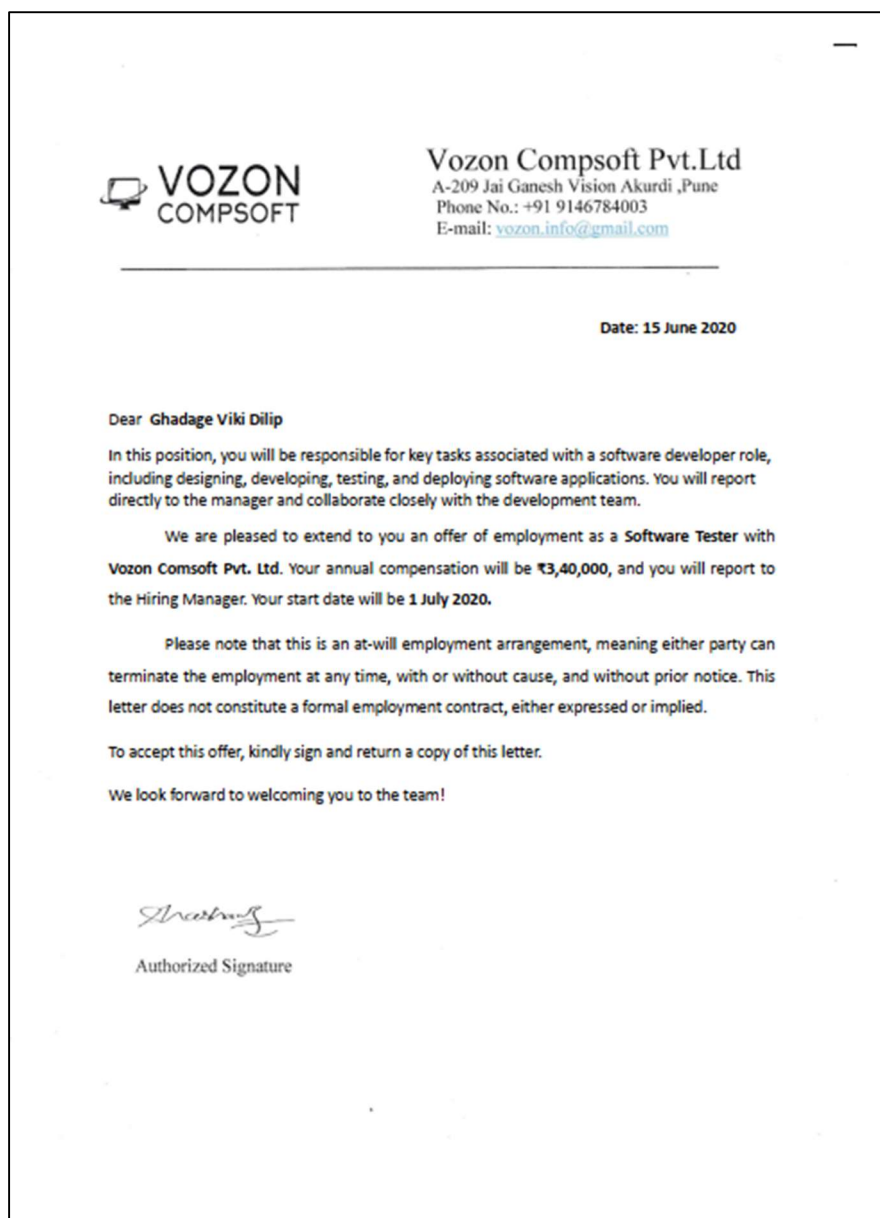 VOZON
COMPSOFT
Vozon Compsoft Pvt.Ltd
A-209 Jai Ganesh Vision Akurdi ,Pune
Phone No.: +91 9146784003
E-mail: vozon.info@gmail.com
Date: 15 June 2020
Dear Ghadage Viki Dilip
In this position, you will be responsible for key tasks associated with a software developer role,
including designing, developing, testing, and deploying software applications. You will report
directly to the manager and collaborate closely with the development team.
We are pleased to extend to you an offer of employment as a Software Tester with
Vozon Comsoft Pvt. Ltd. Your annual compensation will be ₹3,40,000, and you will report to
the Hiring Manager. Your start date will be 1 July 2020.
Please note that this is an at-will employment arrangement, meaning either party can
terminate the employment at any time, with or without cause, and without prior notice. This
letter does not constitute a formal employment contract, either expressed or implied.
To accept this offer, kindly sign and return a copy of this letter.
We look forward to welcoming you to the team!
Authorized Signature